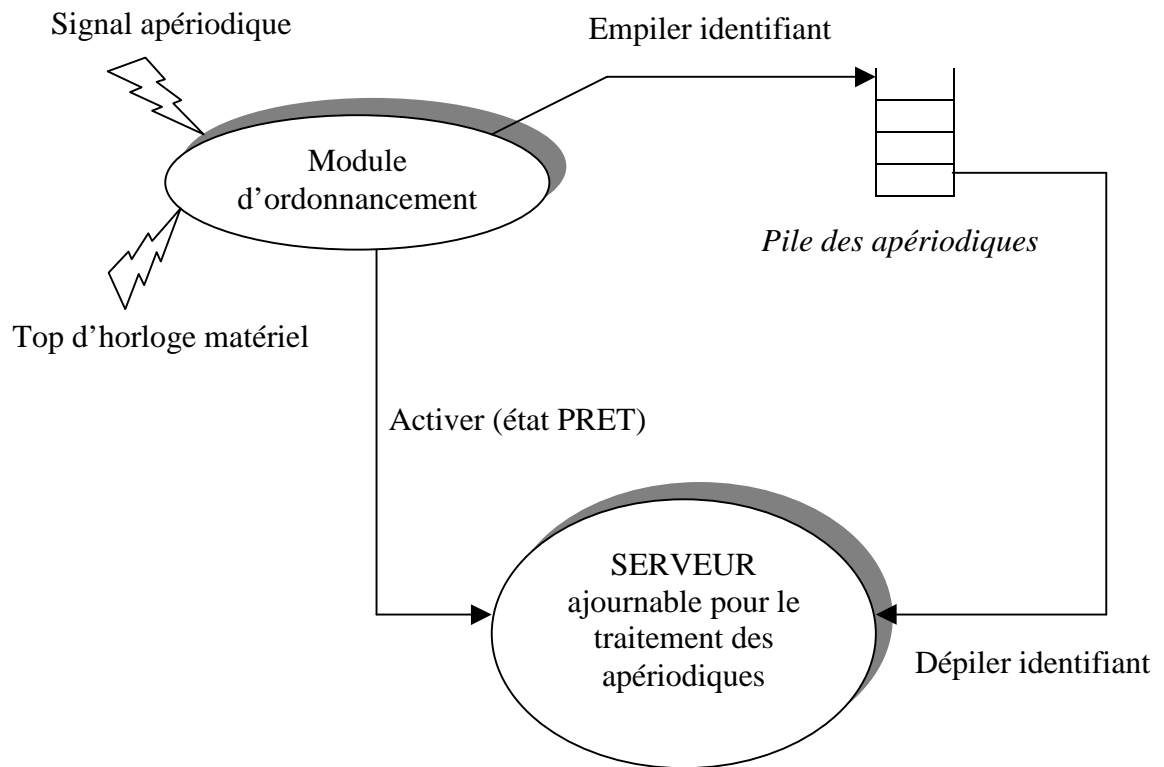 Signal apériodique
Empiler identifiant
Module
d'ordonnancement
Pile des apériodiques
Top d'horloge matériel
Activer (état PRET)
SERVEUR
ajournable pour le
traitement des
apériodiques
Dépiler identifiant